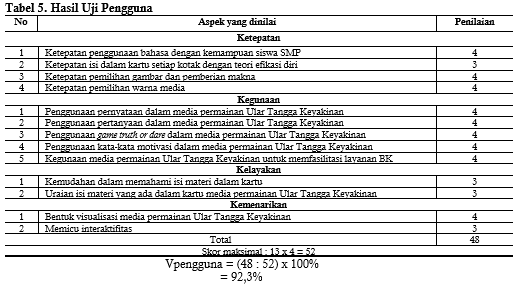 Tabel 5. Hasil Uji Pengguna
No Aspek yang dinilai Penilaian
Ketepatan
1 Ketepatan penggunaan bahasa dengan kemampuan siswa SMP 4
2 Ketepatan isi dalam kartu setiap kotak dengan teori efikasi diri 3
3 Ketepatan pemilihan gambar dan pemberian makna 4
4 Ketepatan pemilihan warna media 4
Kegunaan
1 Penggunaan pernyataan dalam media permainan Ular Tangga Keyakinan 4
2 Penggunaan pertanyaan dalam media permainan Ular Tangga Keyakinan 4
3 Penggunaan game truth or dare dalam media permainan Ular Tangga Keyakinan 4
4 Penggunaan kata-kata motivasi dalam media permainan Ular Tangga Keyakinan 4
5 Kegunaan media permainan Ular Tangga Keyakinan untuk memfasilitasi layanan BK 4
Kelayakan
1 Kemudahan dalam memahami isi materi dalam kartu 3
2 Uraian isi materi yang ada dalam kartu media permainan Ular Tangga Keyakinan 3
Kemenarikan
1 Bentuk visualisasi media permainan Ular Tangga Keyakinan 4
2 Memicu interaktifitas 3
Total 48
Skor maksimal : 13 x 4 = 52
Vpengguna = (48 : 52) x 100%
= 92,3%